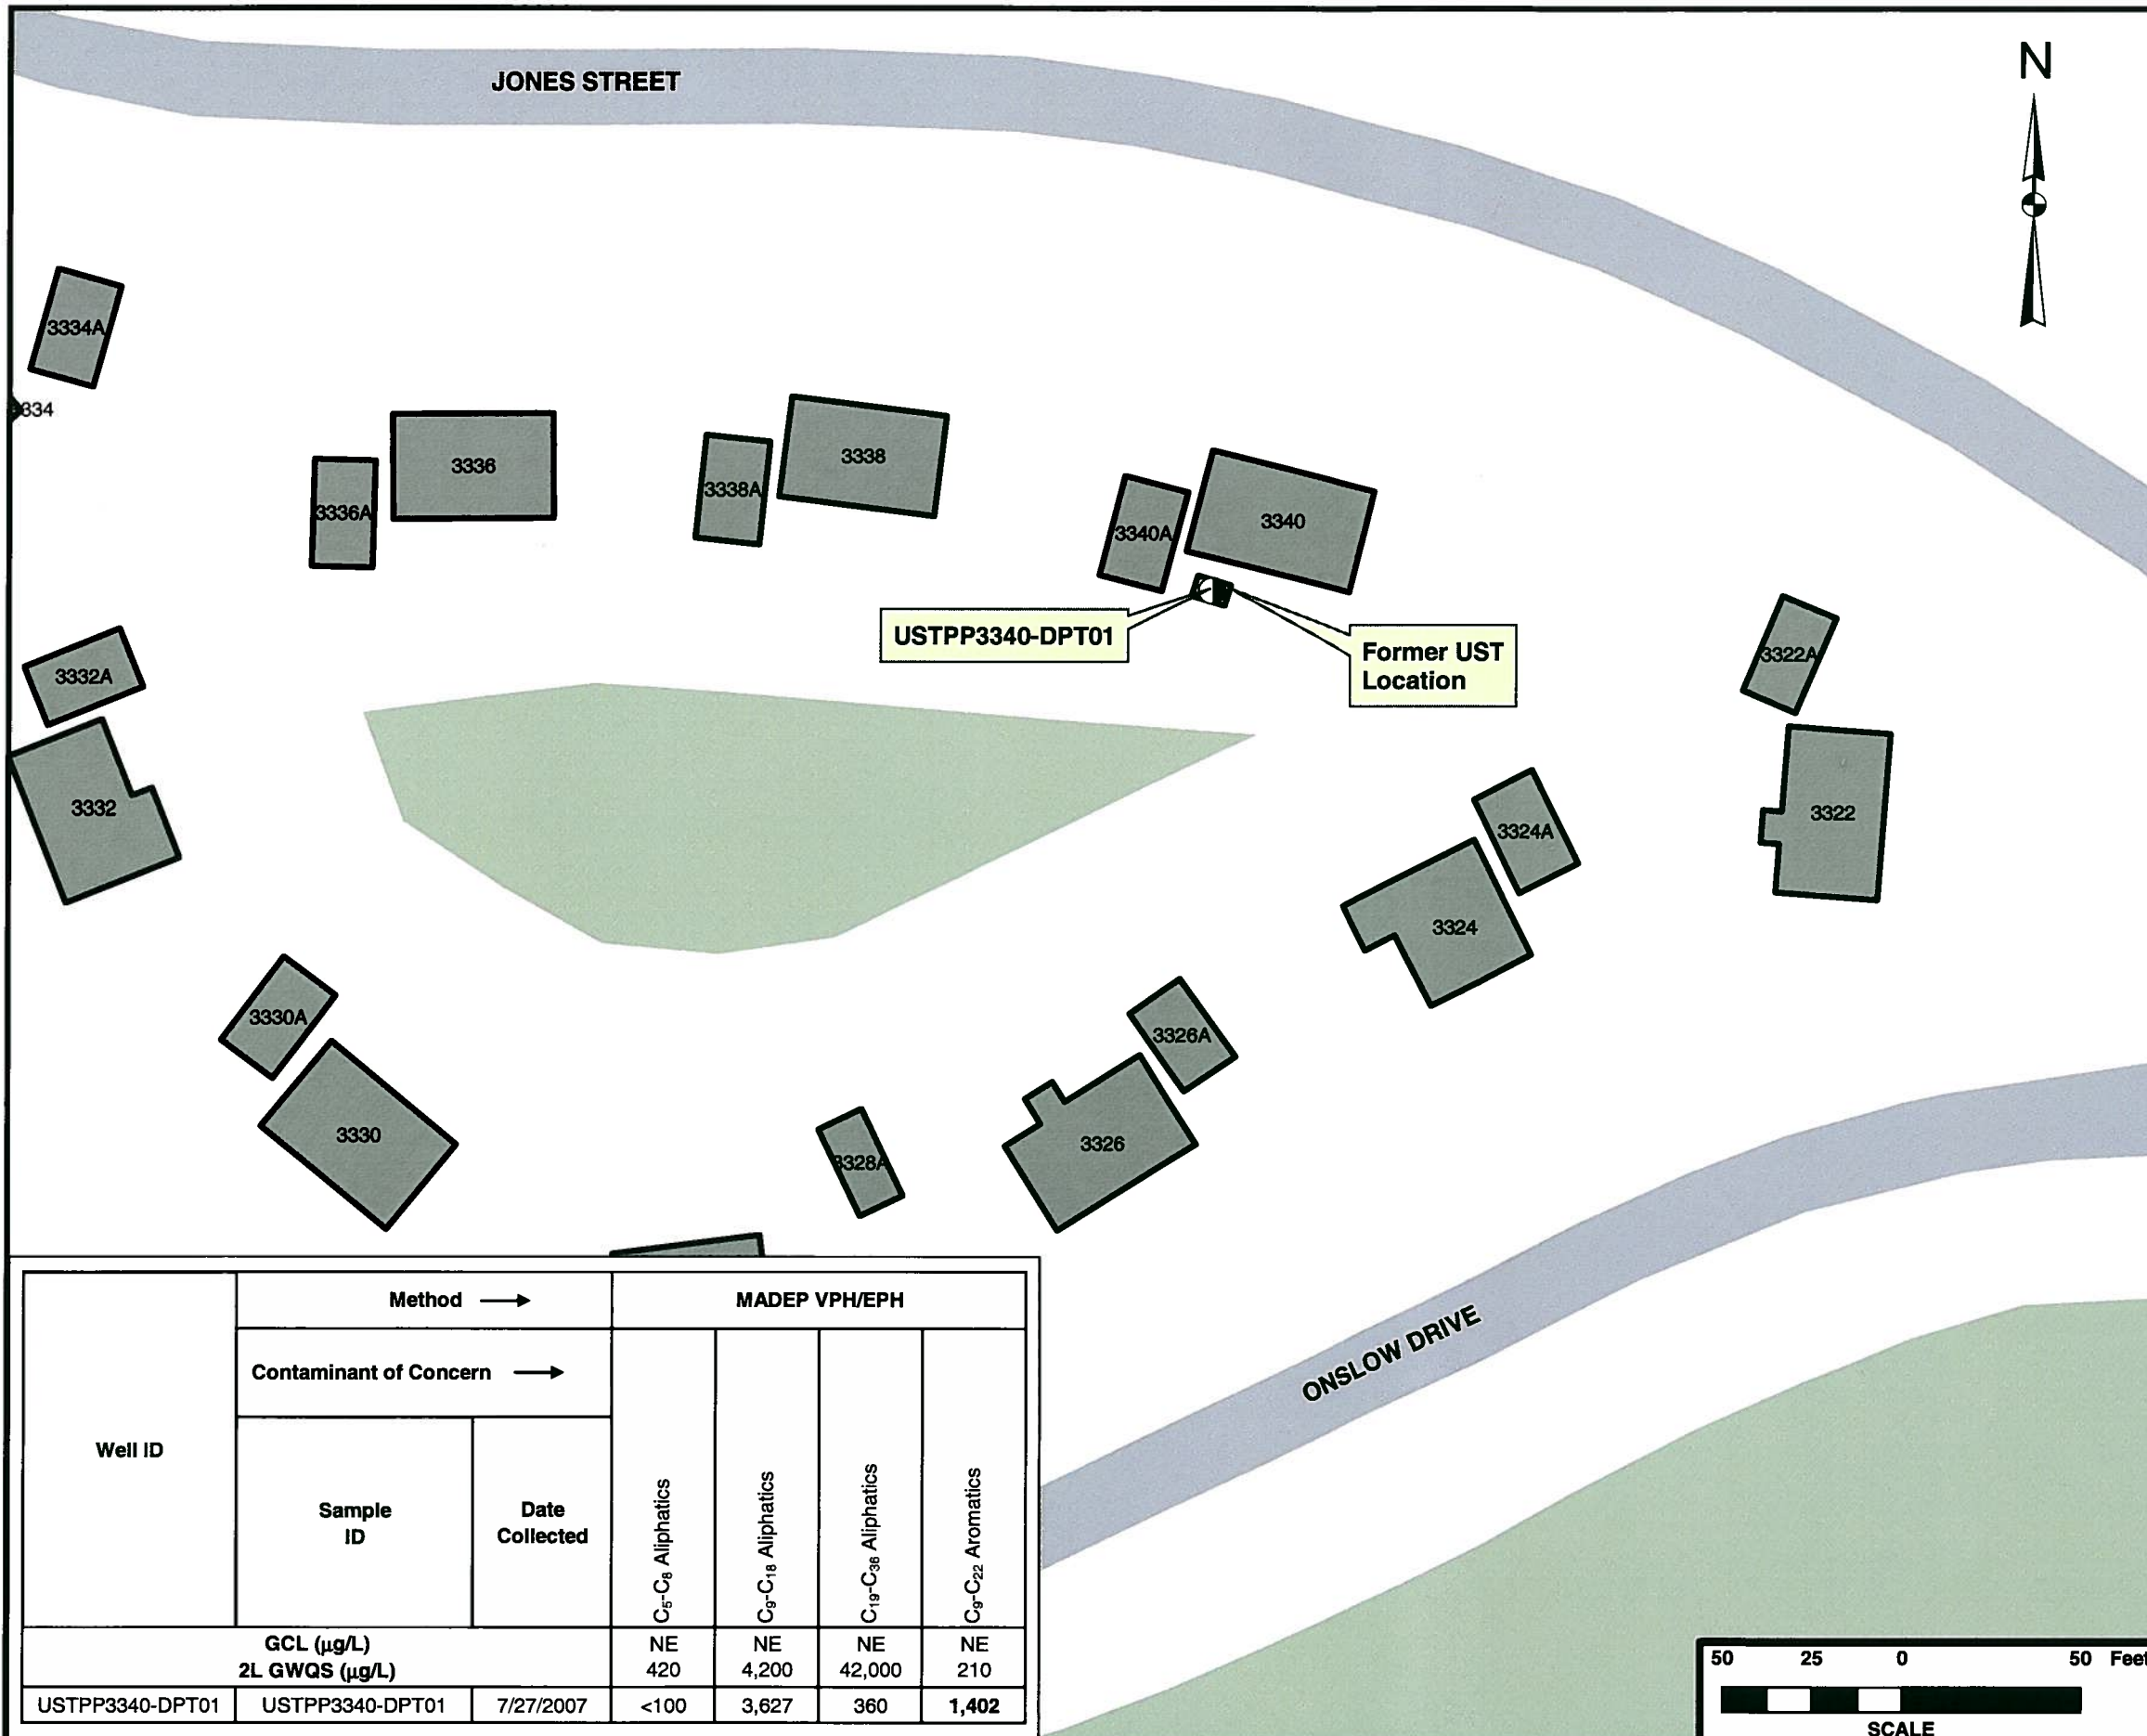 JONES STREET
N
3334A
3336
3338
3338A
3336A
3340
3340A
USTPP3340-DPT01
Former UST
Location
3322A
3332A
3332
3322
3324A
3324
3330A
3326A
3330
3326
3328A
ONSLOW DRIVE
Method →
MADEP VPH/EPH
Contaminant of Concern →
Well ID
Sample
ID
Date
Collected
C5-C8 Aliphatics
C9-C18 Aliphatics
C19-C36 Aliphatics
C9-C22 Aromatics
GCL (µg/L) NE NE NE NE
2L GWQS (µg/L) 420 4,200 42,000 210
USTPP3340-DPT01 USTPP3340-DPT01 7/27/2007 <100 3,627 360 1,402
50 25 0 50 Feet
SCALE